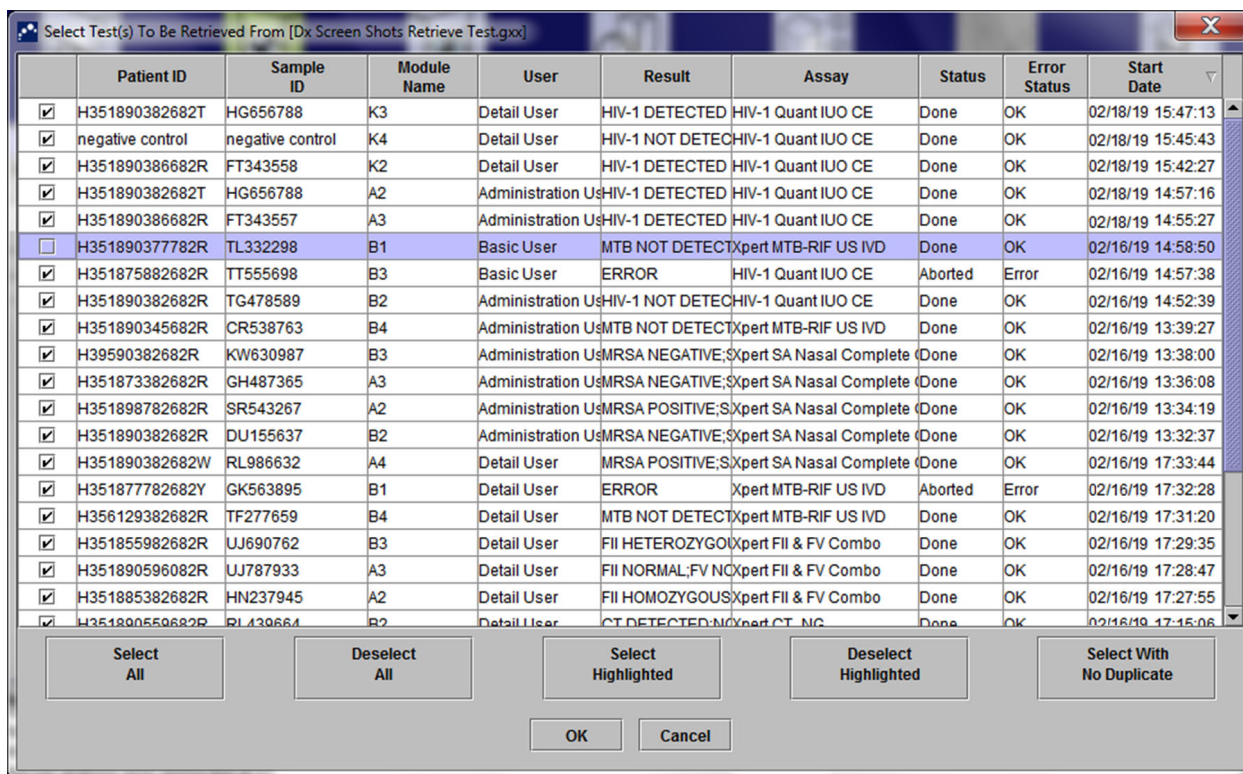 Select Test(s) To Be Retrieved From [Dx Screen Shots Retrieve Test.gxx]
Patient ID Sample ID Module Name User Result Assay Status Error Status Start Date
H351890382682T HG656788 K3 Detail User HIV-1 DETECTED HIV-1 Quant IUO CE Done OK 02/18/19 15:47:13
negative control negative control K4 Detail User HIV-1 NOT DETEC HIV-1 Quant IUO CE Done OK 02/18/19 15:45:43
H351890386682R FT343558 K2 Detail User HIV-1 DETECTED HIV-1 Quant IUO CE Done OK 02/18/19 15:42:27
H351890382682T HG656788 A2 Administration Us HIV-1 DETECTED HIV-1 Quant IUO CE Done OK 02/18/19 14:57:16
H351890386682R FT343557 A3 Administration Us HIV-1 DETECTED HIV-1 Quant IUO CE Done OK 02/18/19 14:55:27
H351890377782R TL332298 B1 Basic User MTB NOT DETECT Xpert MTB-RIF US IVD Done OK 02/16/19 14:58:50
H351875882682R TT555698 B3 Basic User ERROR HIV-1 Quant IUO CE Aborted Error 02/16/19 14:57:38
H351890382682R TG478589 B2 Administration Us HIV-1 NOT DETEC HIV-1 Quant IUO CE Done OK 02/16/19 14:52:39
H351890345682R CR538763 B4 Administration Us MTB NOT DETECT Xpert MTB-RIF US IVD Done OK 02/16/19 13:39:27
H39590382682R KW630987 B3 Administration Us MRSA NEGATIVE;S Xpert SA Nasal Complete Done OK 02/16/19 13:38:00
H351873382682R GH487365 A3 Administration Us MRSA NEGATIVE;S Xpert SA Nasal Complete Done OK 02/16/19 13:36:08
H351898782682R SR543267 A2 Administration Us MRSA POSITIVE;S Xpert SA Nasal Complete Done OK 02/16/19 13:34:19
H351890382682R DU155637 B2 Administration Us MRSA NEGATIVE;S Xpert SA Nasal Complete Done OK 02/16/19 13:32:37
H351890382682W RL986632 A4 Detail User MRSA POSITIVE;S Xpert SA Nasal Complete Done OK 02/16/19 17:33:44
H351877782682Y GK563895 B1 Detail User ERROR Xpert MTB-RIF US IVD Aborted Error 02/16/19 17:32:28
H356129382682R TF277659 B4 Detail User MTB NOT DETECT Xpert MTB-RIF US IVD Done OK 02/16/19 17:31:20
H351855982682R UJ690762 B3 Detail User FII HETEROZYGOU Xpert FII & FV Combo Done OK 02/16/19 17:29:35
H351890596082R UJ787933 A3 Detail User FII NORMAL;FV NO Xpert FII & FV Combo Done OK 02/16/19 17:28:47
H351885382682R HN237945 A2 Detail User FII HOMOZYGOUS Xpert FII & FV Combo Done OK 02/16/19 17:27:55
H351890559682R RL439664 B2 Detail User CT DETECTED;NG Xpert CT_NG Done OK 02/16/19 17:15:06
Select All Deselect All Select Highlighted Deselect Highlighted Select With No Duplicate
OK Cancel